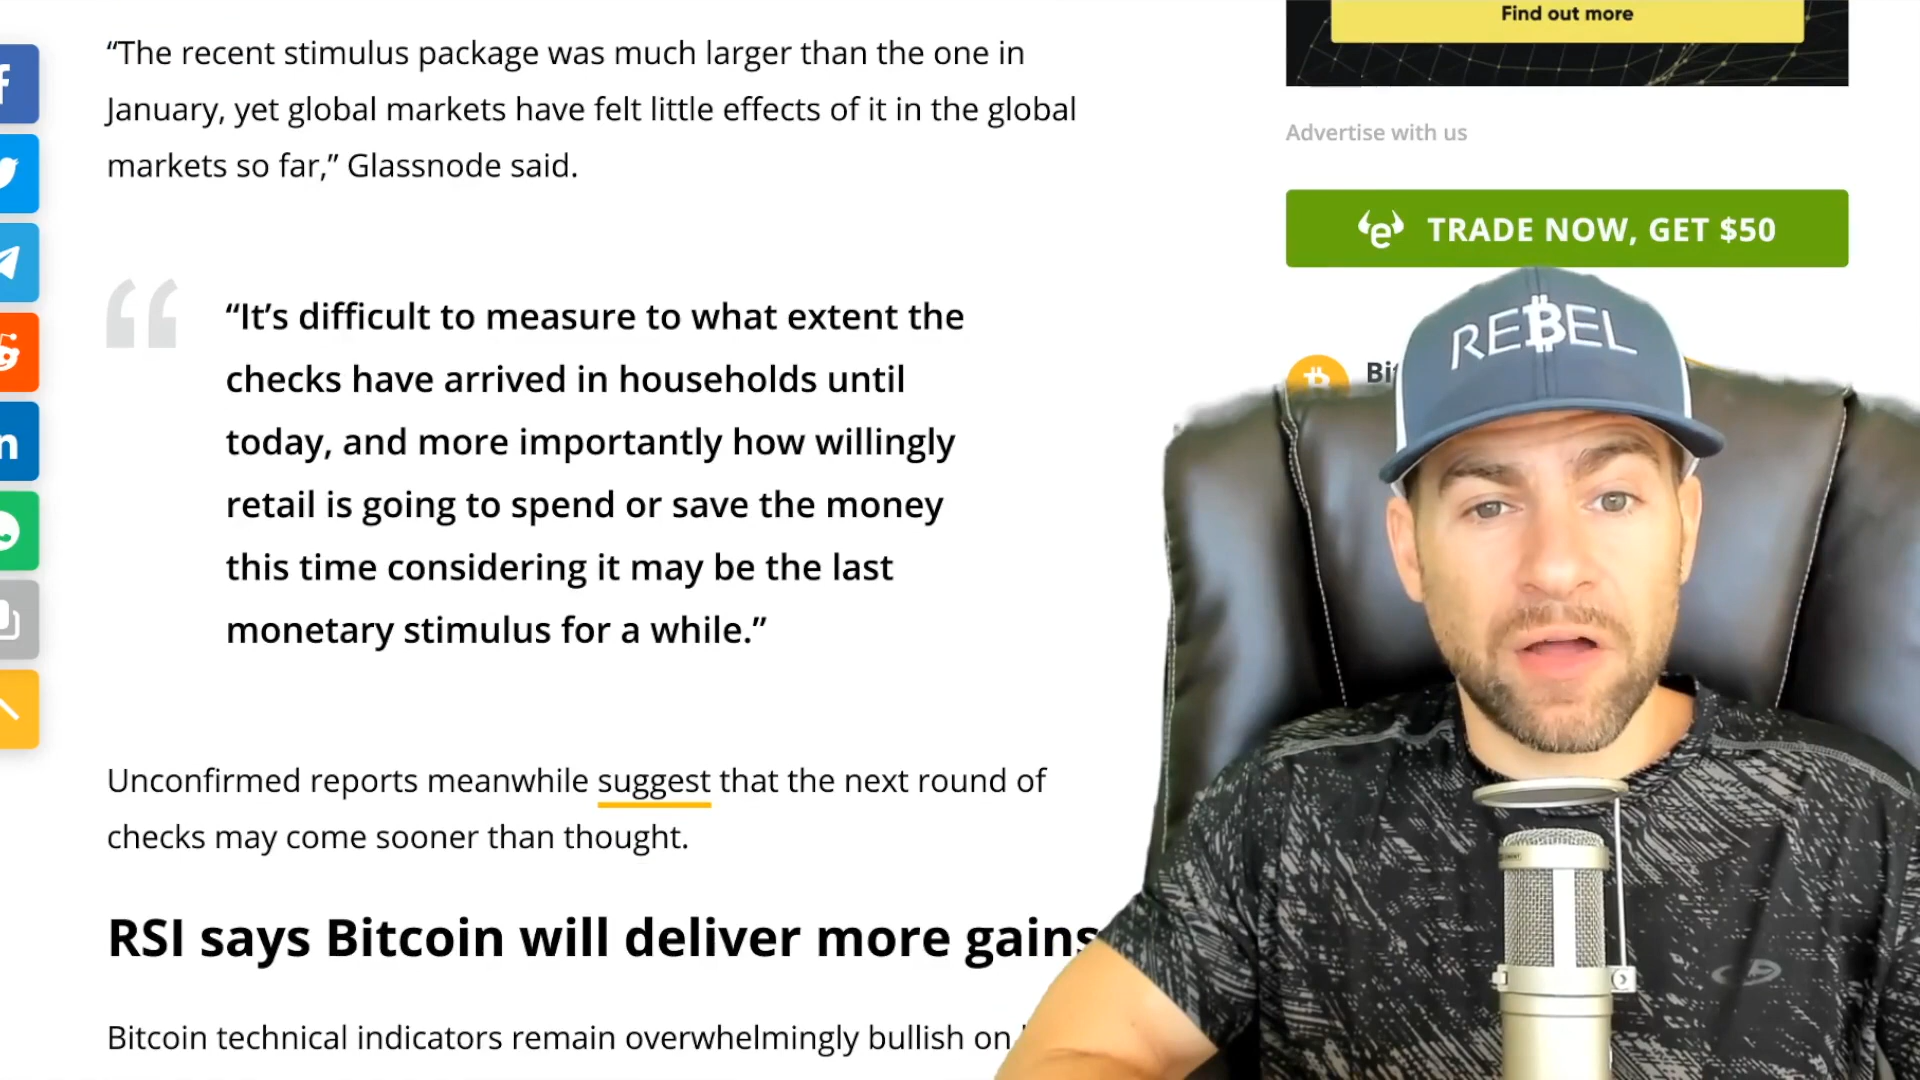 Find out more
“The recent stimulus package was much larger than the one in
January, yet global markets have felt little effects of it in the global
markets so far,” Glassnode said.
Advertise with us
TRADE NOW, GET $50
“It’s difficult to measure to what extent the
checks have arrived in households until
today, and more importantly how willingly
retail is going to spend or save the money
this time considering it may be the last
monetary stimulus for a while.”
REBEL
Unconfirmed reports meanwhile suggest that the next round of
checks may come sooner than thought.
RSI says Bitcoin will deliver more gains
Bitcoin technical indicators remain overwhelmingly bullish on